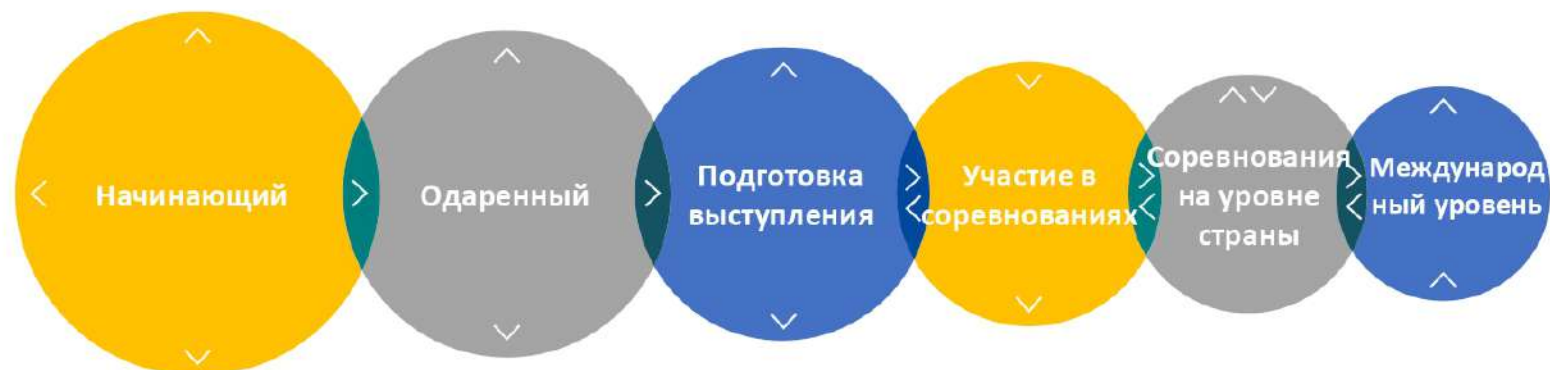 Начинающий
Одаренный
Подготовка
выступления
Участие в
соревнованиях
Соревнования
на уровне
страны
Международ
ный уровень